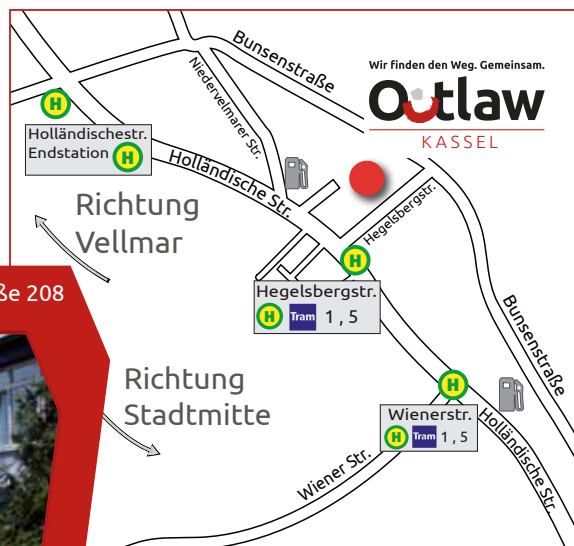 Bunsenstraße
Wir finden den Weg. Gemeinsam.
Outlaw
KASSEL
Niedervelmarer Str.
H
Holländischestr.
Endstation H
Holländische Str.
Richtung
Vellmar
Hegelsbergstr.
H
Hegelsbergstr.
H Tram 1 , 5
ße 208
Bunsenstraße
Richtung
Stadtmitte
H
Wienerstr.
H Tram 1 , 5
Holländische Str.
Wiener Str.